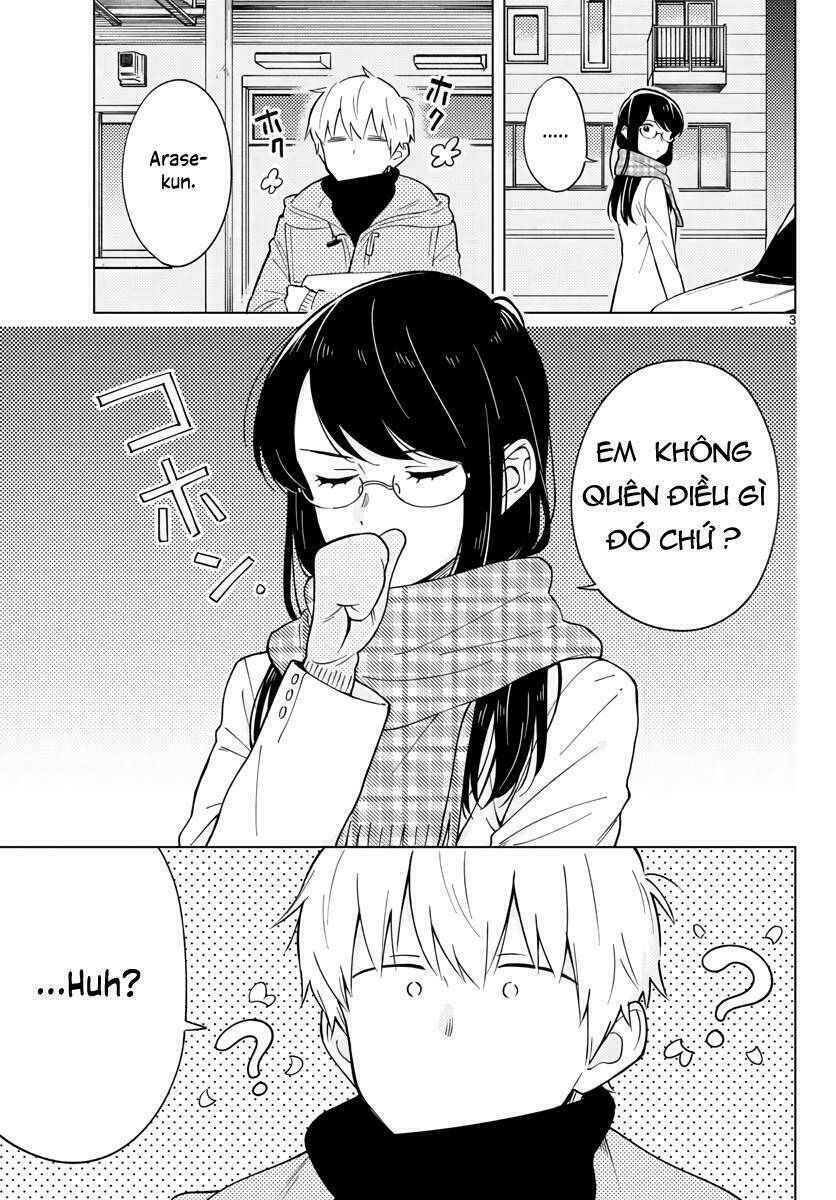 .....
ホク
ホク
Arase-
kun.
3
EM KHÔNG
QUÊN ĐIỀU GÌ
ĐÓ CHỨ ?
コホン.
...Huh?
?
?